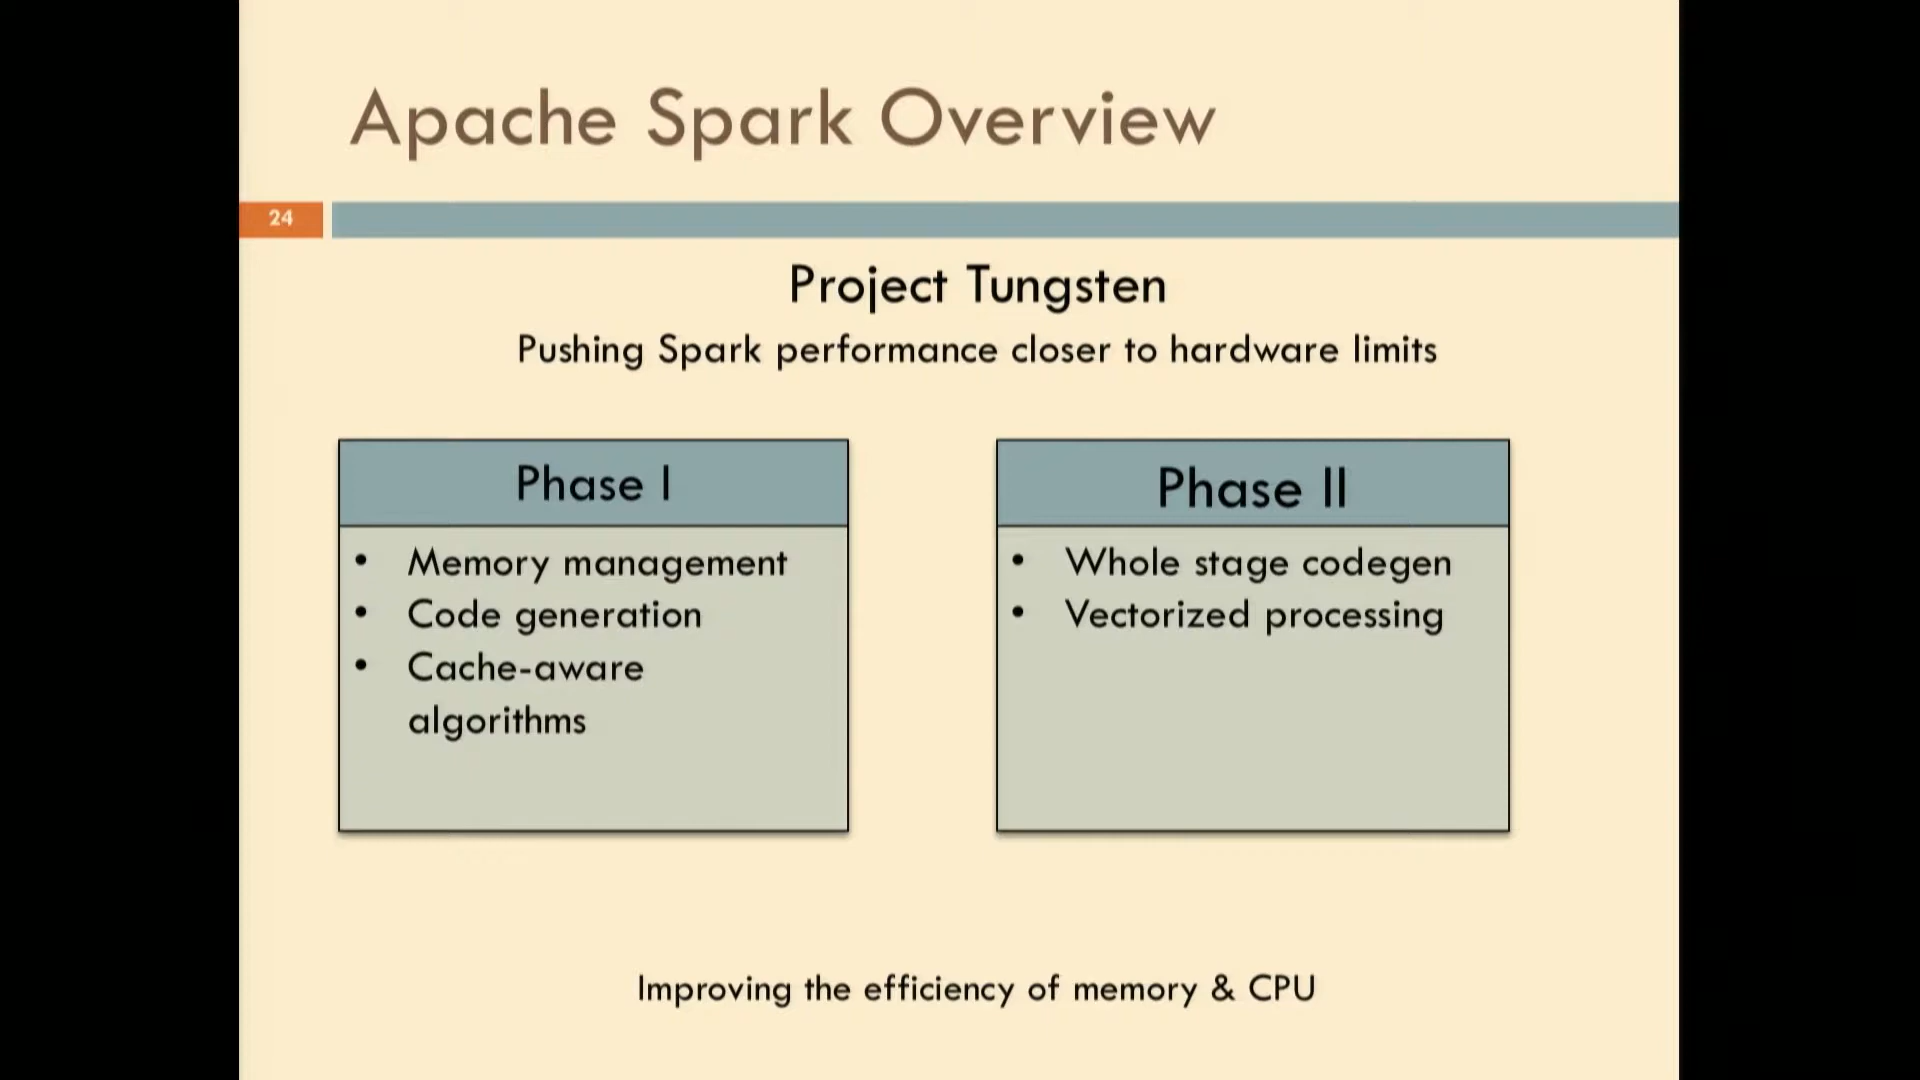 Apache Spark Overview
24
Project Tungsten
Pushing Spark performance closer to hardware limits
Phase I
• Memory management
• Code generation
• Cache-aware
algorithms
Phase II
• Whole stage codegen
• Vectorized processing
Improving the efficiency of memory & CPU